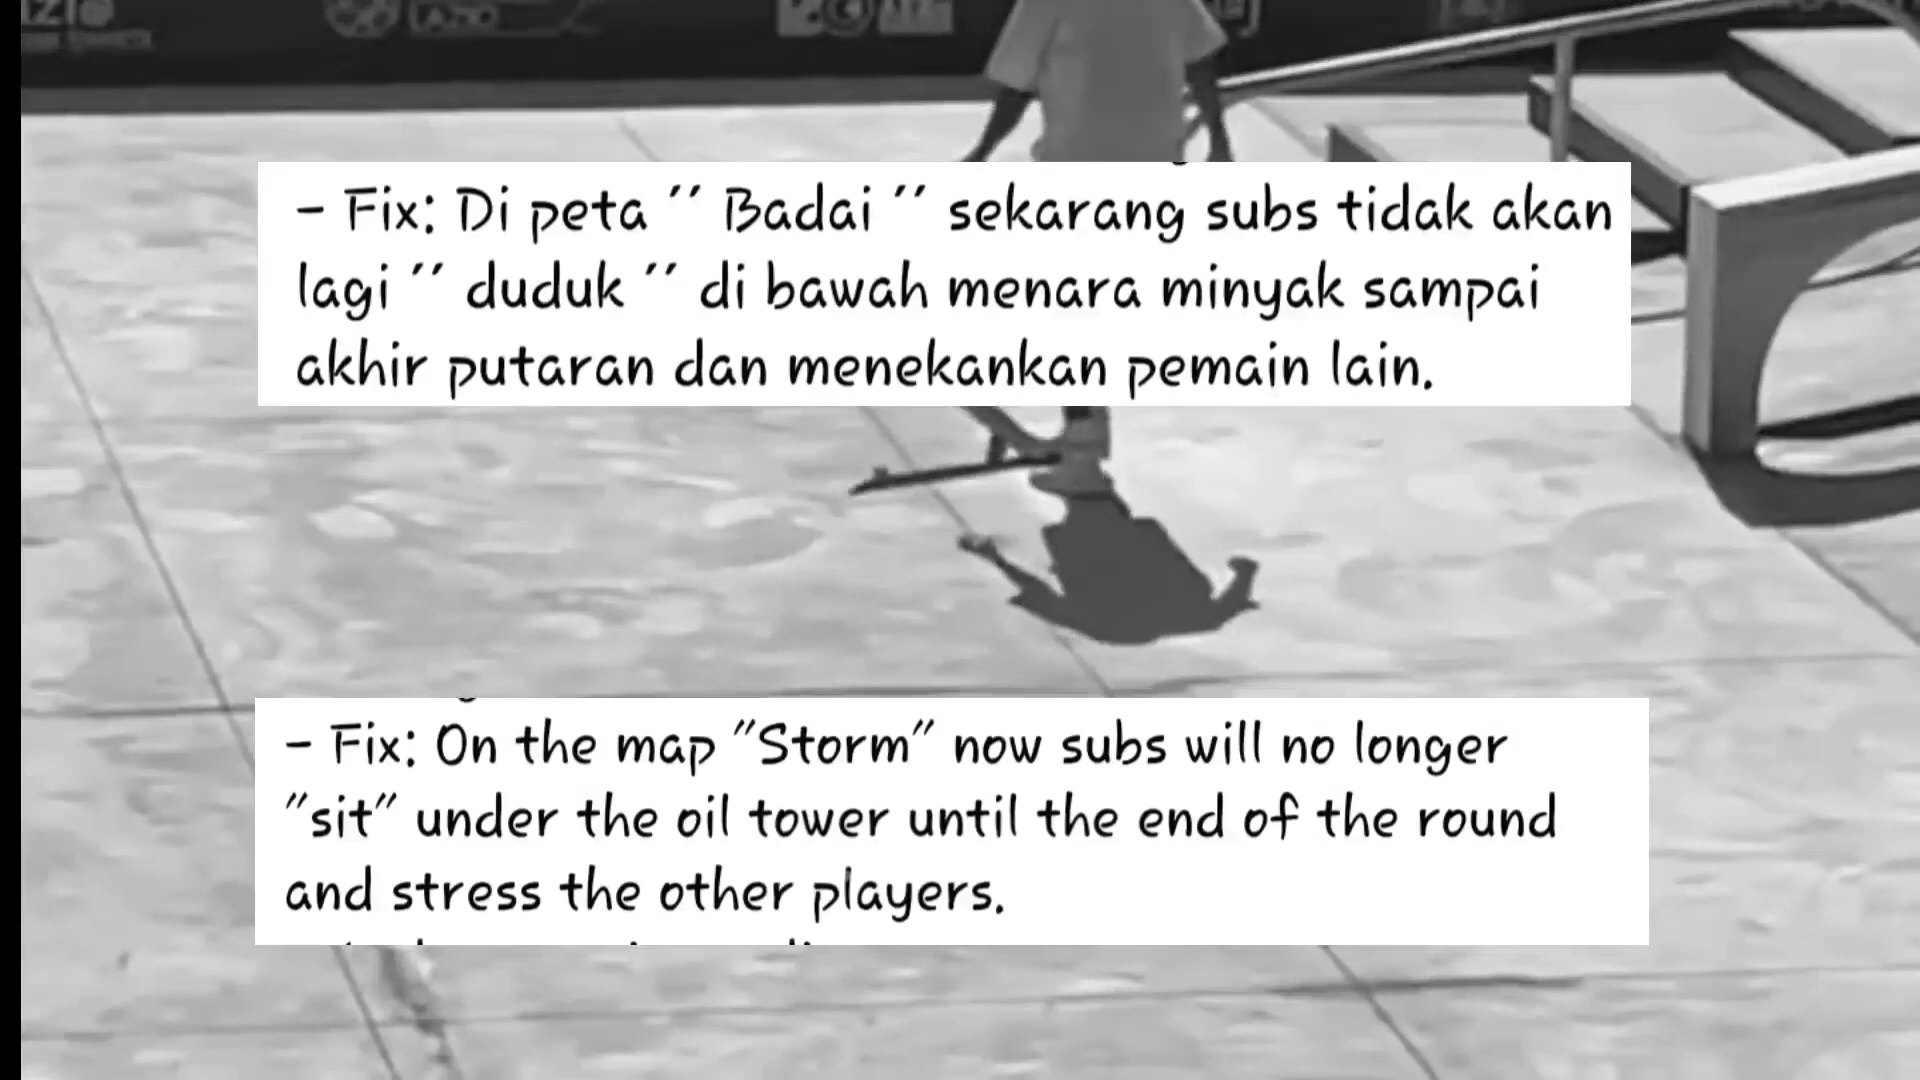 - Fix: Di peta " Badai " sekarang subs tidak akan
lagi " duduk " di bawah menara minyak sampai
akhir putaran dan menekankan pemain lain.
- Fix: On the map "Storm" now subs will no longer
"sit" under the oil tower until the end of the round
and stress the other players.